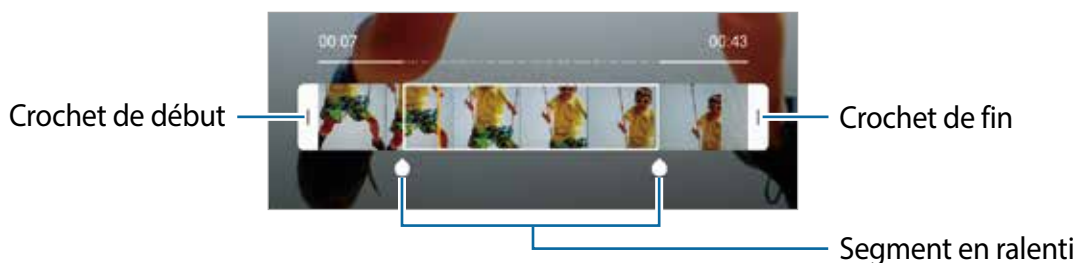 00:07
00:43
Crochet de début
Crochet de fin
Segment en ralenti